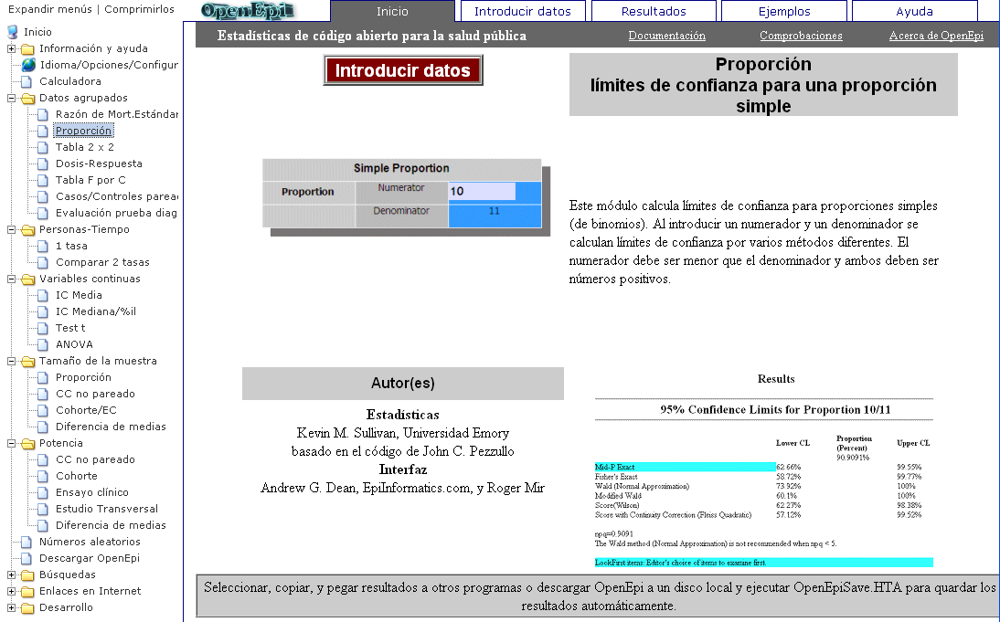 Expandir menús | Comprimirlos
Inicio
Información y ayuda
Idioma/Opciones/Configur
Calculadora
Datos agrupados
Razón de Mort.Estándar
Proporción
Tabla 2 x 2
Dosis-Respuesta
Tabla F por C
Casos/Controles paread
Evaluación prueba diag
Personas-Tiempo
1 tasa
Comparar 2 tasas
Variables continuas
IC Media
IC Mediana/%il
Test t
ANOVA
Tamaño de la muestra
Proporción
CC no pareado
Cohorte/EC
Diferencia de medias
Potencia
CC no pareado
Cohorte
Ensayo clínico
Estudio Transversal
Diferencia de medias
Números aleatorios
Descargar OpenEpi
Búsquedas
Enlaces en Internet
Desarrollo
OpenEpi
Inicio
Introducir datos
Resultados
Ejemplos
Ayuda
Estadísticas de código abierto para la salud pública
Documentación
Comprobaciones
Acerca de OpenEpi
Introducir datos
Proporción
límites de confianza para una proporción
simple
Simple Proportion
Proportion Numerator 10
Denominator 11
Este módulo calcula límites de confianza para proporciones simples
(de binomios). Al introducir un numerador y un denominador se
calculan límites de confianza por varios métodos diferentes. El
numerador debe ser menor que el denominador y ambos deben ser
números positivos.
Autor(es)
Estadísticas
Kevin M. Sullivan, Universidad Emory
basado en el código de John C. Pezzullo
Interfaz
Andrew G. Dean, EpiInformatics.com, y Roger Mir
Results
95% Confidence Limits for Proportion 10/11
Lower CL Proportion (Percent) Upper CL
90.9091%
Mid-P Exact 62.66% 99.55%
Fisher's Exact 58.72% 99.77%
Wald (Normal Approximation) 73.92% 100%
Modified Wald 60.1% 100%
Score(Wilson) 62.27% 98.38%
Score with Continuity Correction (Fleiss Quadratic) 57.12% 99.52%
npq=0.9091
The Wald method (Normal Approximation) is not recommended when npq < 5.
LookFirst items: Editor's choice of items to examine first.
Seleccionar, copiar, y pegar resultados a otros programas o descargar OpenEpi a un disco local y ejecutar OpenEpiSave.HTA para quardar los
resultados automáticamente.